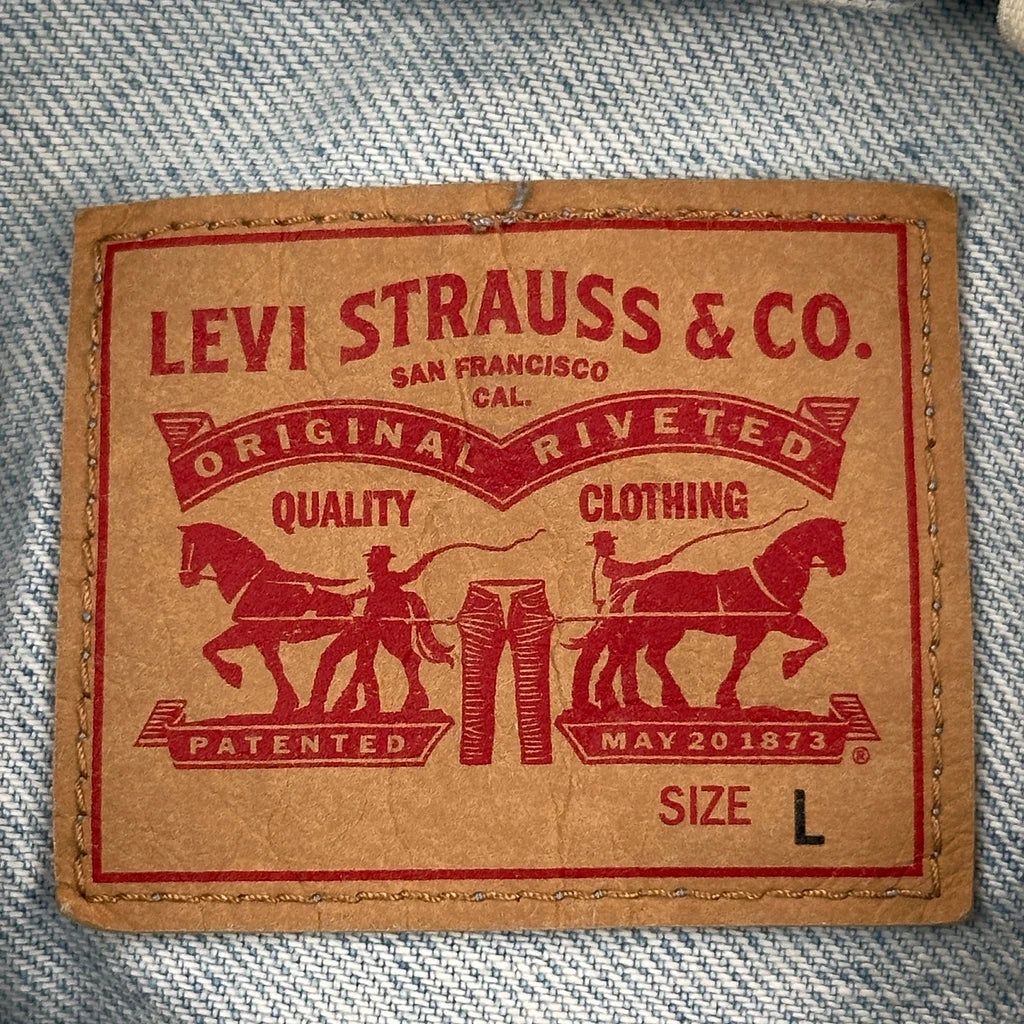 LEVI STRAUSS & CO.
SAN FRANCISCO
CAL.
ORIGINAL RIVETED
QUALITY CLOTHING
PATENTED MAY 20 1873 ®
SIZE L